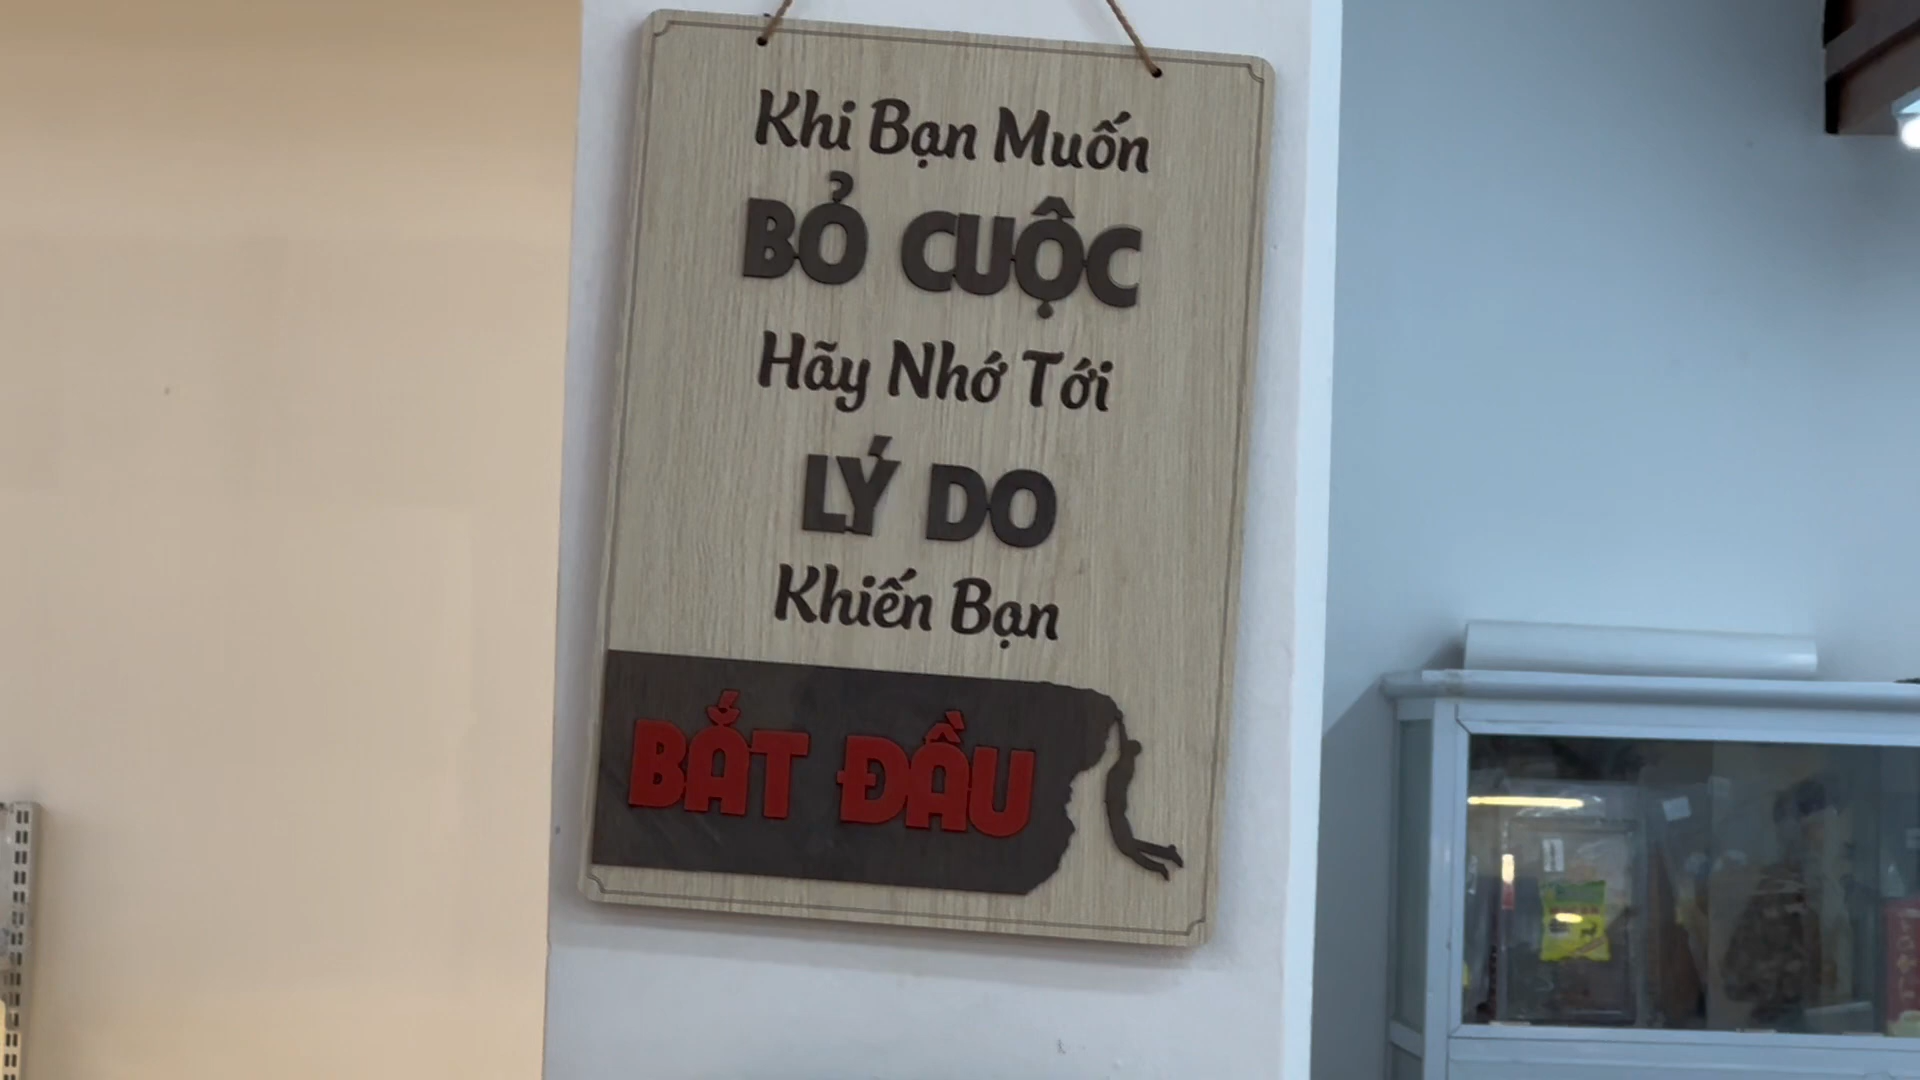 Khi Bạn Muốn
BỎ CUỘC
Hãy Nhớ Tới
LÝ DO
Khiến Bạn
BẮT ĐẦU